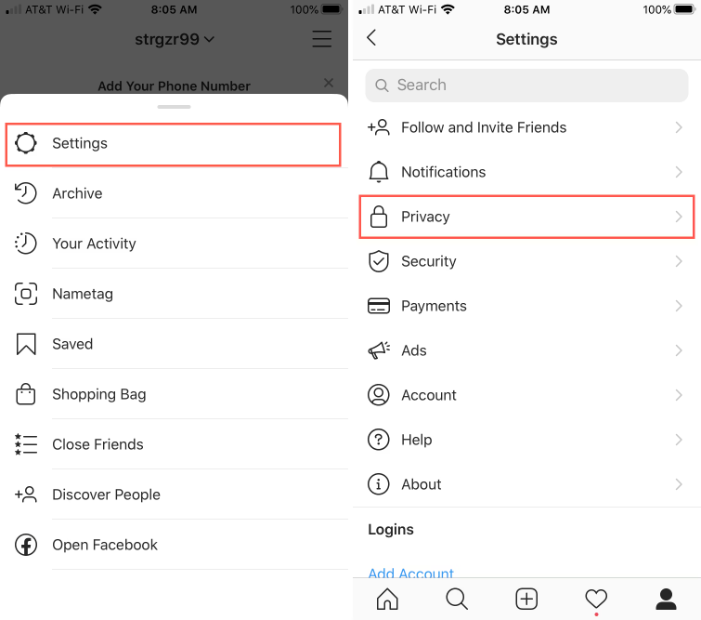 AT&T Wi-Fi 8:05 AM 100%
strgzr99
Add Your Phone Number
Settings
Archive
Your Activity
Nametag
Saved
Shopping Bag
Close Friends
Discover People
Open Facebook
AT&T Wi-Fi 8:05 AM 100%
Settings
Search
Follow and Invite Friends
Notifications
Privacy
Security
Payments
Ads
Account
Help
About
Logins
Add Account